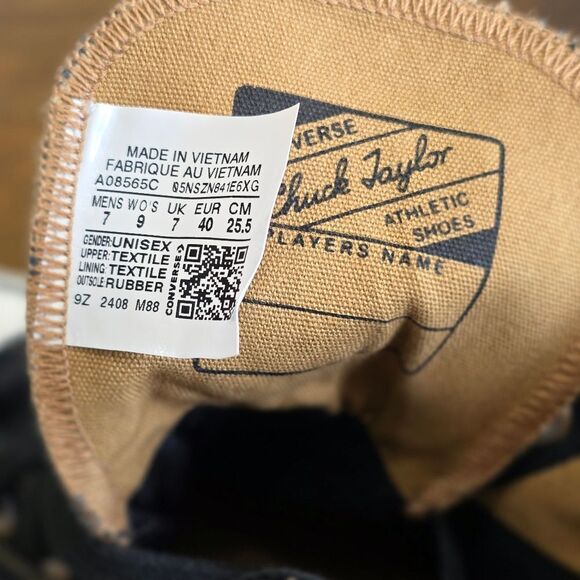 MADE IN VIETNAM
FABRIQUE AU VIETNAM
A08565C 05NSZN841E6XG
MENS WO'S UK EUR CM
7 9 7 40 25.5
GENDER: UNISEX
UPPER: TEXTILE
LINING: TEXTILE
OUTSOLE: RUBBER
CONVERSE
9Z 2408 M88
VERSE
Chuck Taylor
ATHLETIC
SHOES
PLAYERS NAME